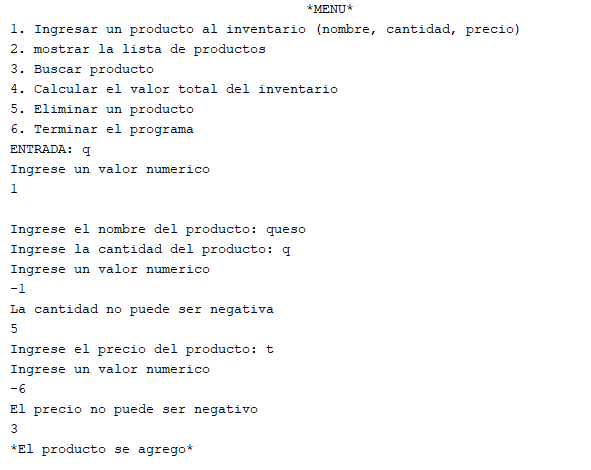 *MENU*
1. Ingresar un producto al inventario (nombre, cantidad, precio)
2. mostrar la lista de productos
3. Buscar producto
4. Calcular el valor total del inventario
5. Eliminar un producto
6. Terminar el programa
ENTRADA: q
Ingrese un valor numerico
1
Ingrese el nombre del producto: queso
Ingrese la cantidad del producto: q
Ingrese un valor numerico
-1
La cantidad no puede ser negativa
5
Ingrese el precio del producto: t
Ingrese un valor numerico
-6
El precio no puede ser negativo
3
*El producto se agrego*